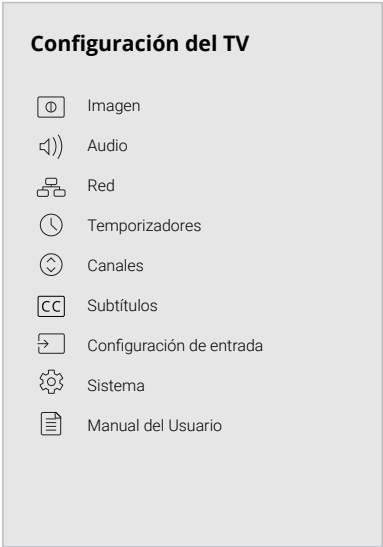 Configuración del TV
Imagen
Audio
Red
Temporizadores
Canales
CC Subtítulos
Configuración de entrada
Sistema
Manual del Usuario